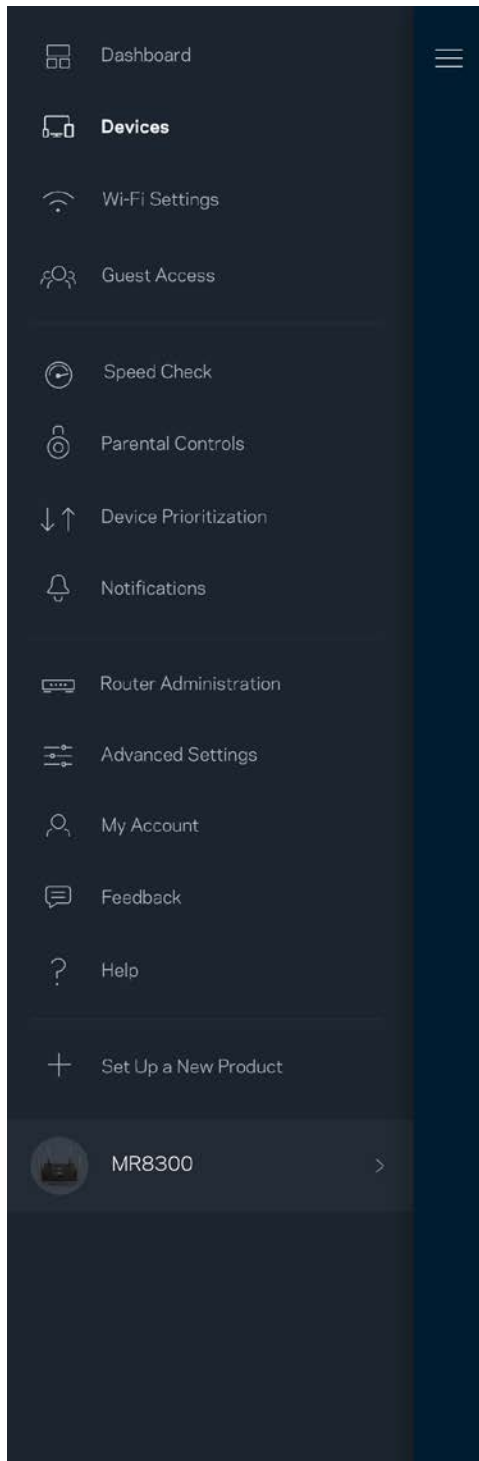 Dashboard
Devices
Wi-Fi Settings
Guest Access
Speed Check
Parental Controls
Device Prioritization
Notifications
Router Administration
Advanced Settings
My Account
Feedback
Help
Set Up a New Product
MR8300